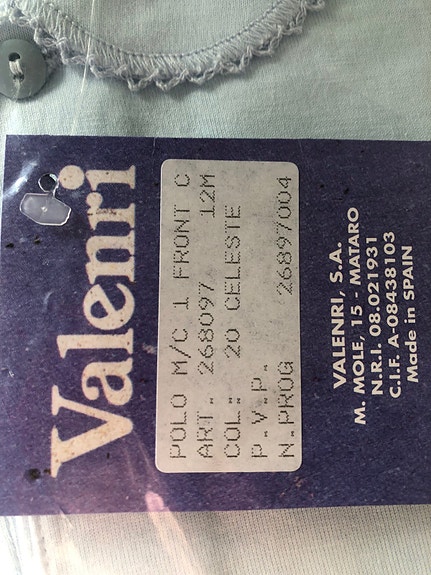 Valenri
POLO M/C 1 FRONT C
ART. 268097 12M
COL: 20 CELESTE
P.V.P.
N.PROG 26897004
VALENRI, S.A.
M. MOLE, 15 - MATARO
N.R.I. 08.021931
C.I.F. A-08438103
Made in SPAIN